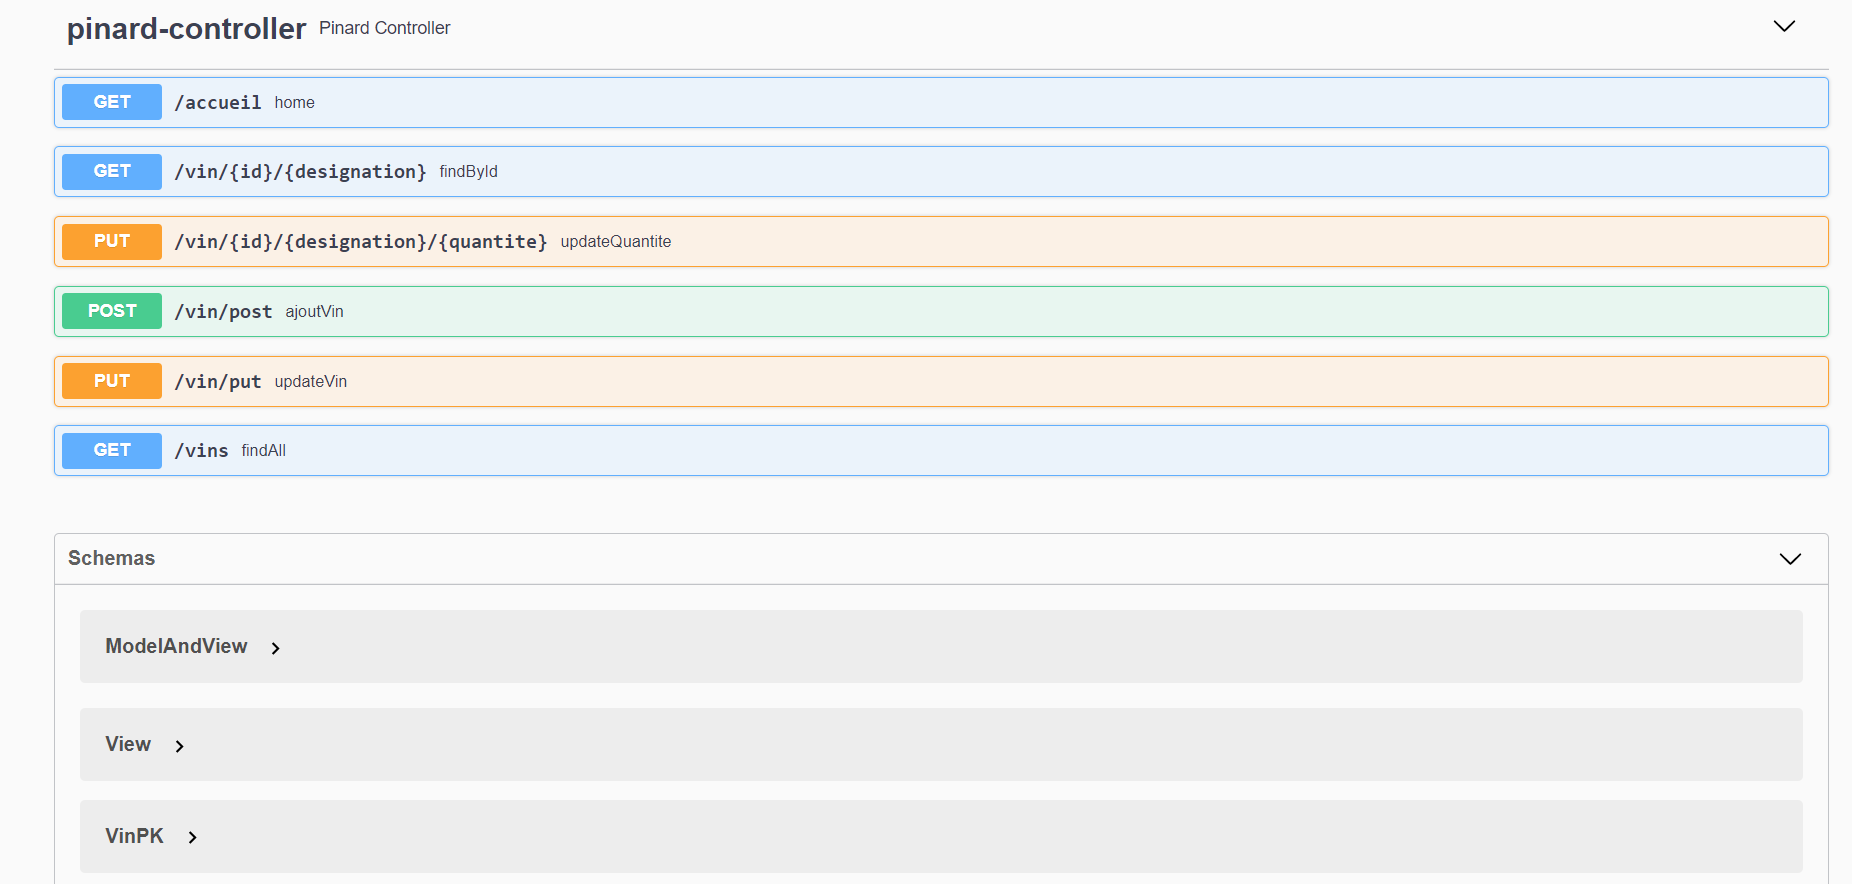 pinard-controller Pinard Controller
GET /accueil home
GET /vin/{id}/{designation} findById
PUT /vin/{id}/{designation}/{quantite} updateQuantite
POST /vin/post ajoutVin
PUT /vin/put updateVin
GET /vins findAll
Schemas
ModelAndView
View
VinPK